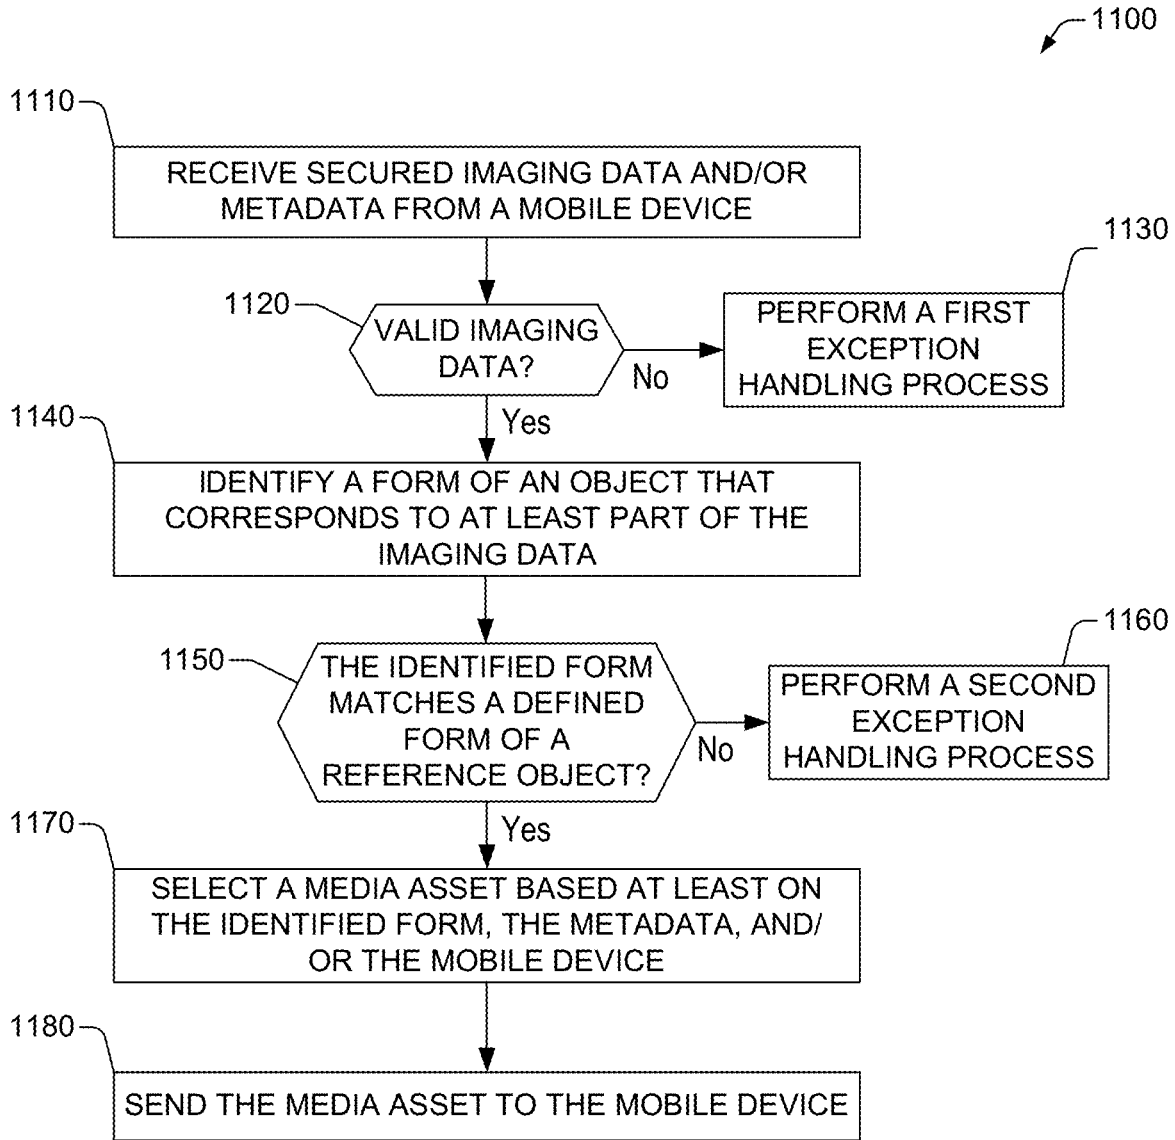 1100
1110
RECEIVE SECURED IMAGING DATA AND/OR
METADATA FROM A MOBILE DEVICE
1120
VALID IMAGING
DATA?
No
1130
PERFORM A FIRST
EXCEPTION
HANDLING PROCESS
Yes
1140
IDENTIFY A FORM OF AN OBJECT THAT
CORRESPONDS TO AT LEAST PART OF THE
IMAGING DATA
1150
THE IDENTIFIED FORM
MATCHES A DEFINED
FORM OF A
REFERENCE OBJECT?
No
1160
PERFORM A SECOND
EXCEPTION
HANDLING PROCESS
Yes
1170
SELECT A MEDIA ASSET BASED AT LEAST ON
THE IDENTIFIED FORM, THE METADATA, AND/
OR THE MOBILE DEVICE
1180
SEND THE MEDIA ASSET TO THE MOBILE DEVICE